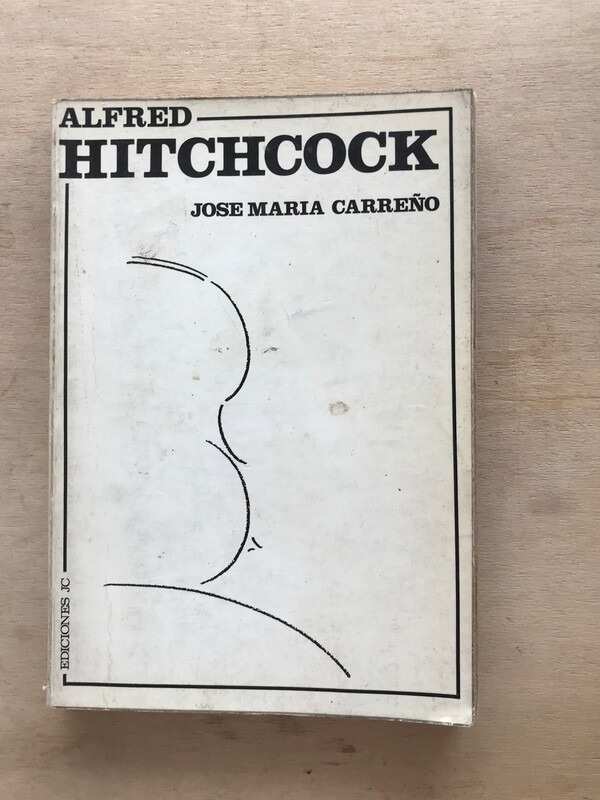 ALFRED
HITCHCOCK
JOSE MARIA CARREÑO
EDICIONES JC